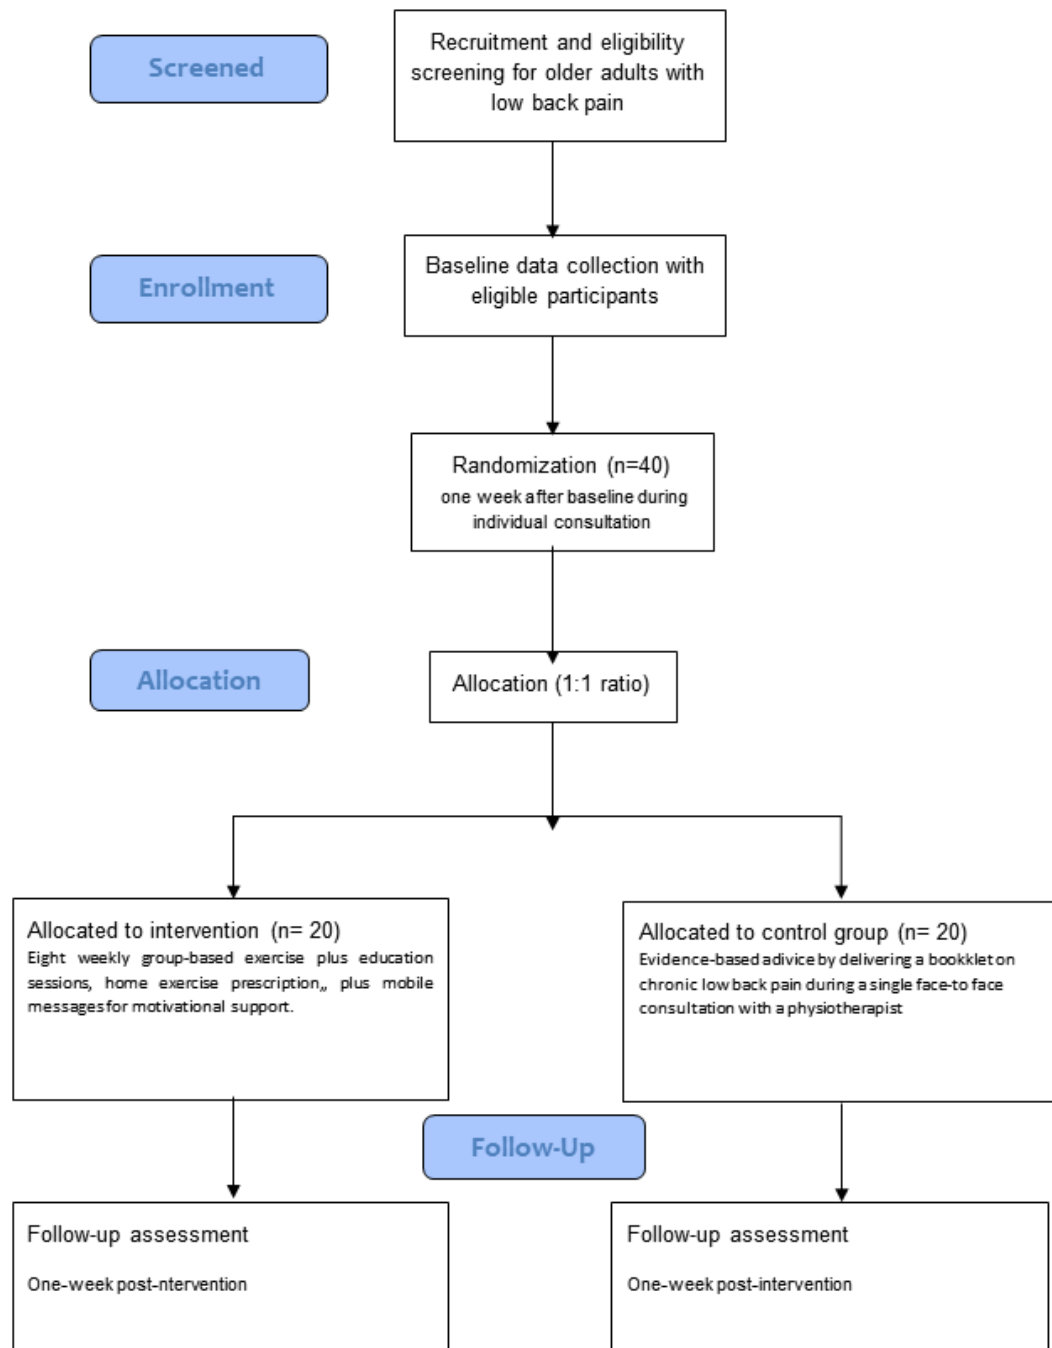 Screened
Recruitment and eligibility
screening for older adults with
low back pain
Enrollment
Baseline data collection with
eligible participants
Randomization (n=40)
one week after baseline during
individual consultation
Allocation
Allocation (1:1 ratio)
Allocated to intervention (n= 20)
Eight weekly group-based exercise plus education
sessions, home exercise prescription,, plus mobile
messages for motivational support.
Allocated to control group (n= 20)
Evidence-based adivice by delivering a bookklet on
chronic low back pain during a single face-to face
consultation with a physiotherapist
Follow-Up
Follow-up assessment
One-week post-ntervention
Follow-up assessment
One-week post-intervention